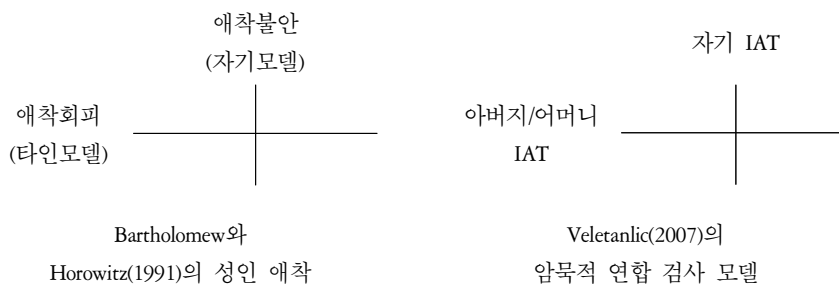 애착불안
(자기모델)
애착회피
(타인모델)
Bartholomew와
Horowitz(1991)의 성인 애착
자기 IAT
아버지/어머니
IAT
Veletanlic(2007)의
암묵적 연합 검사 모델